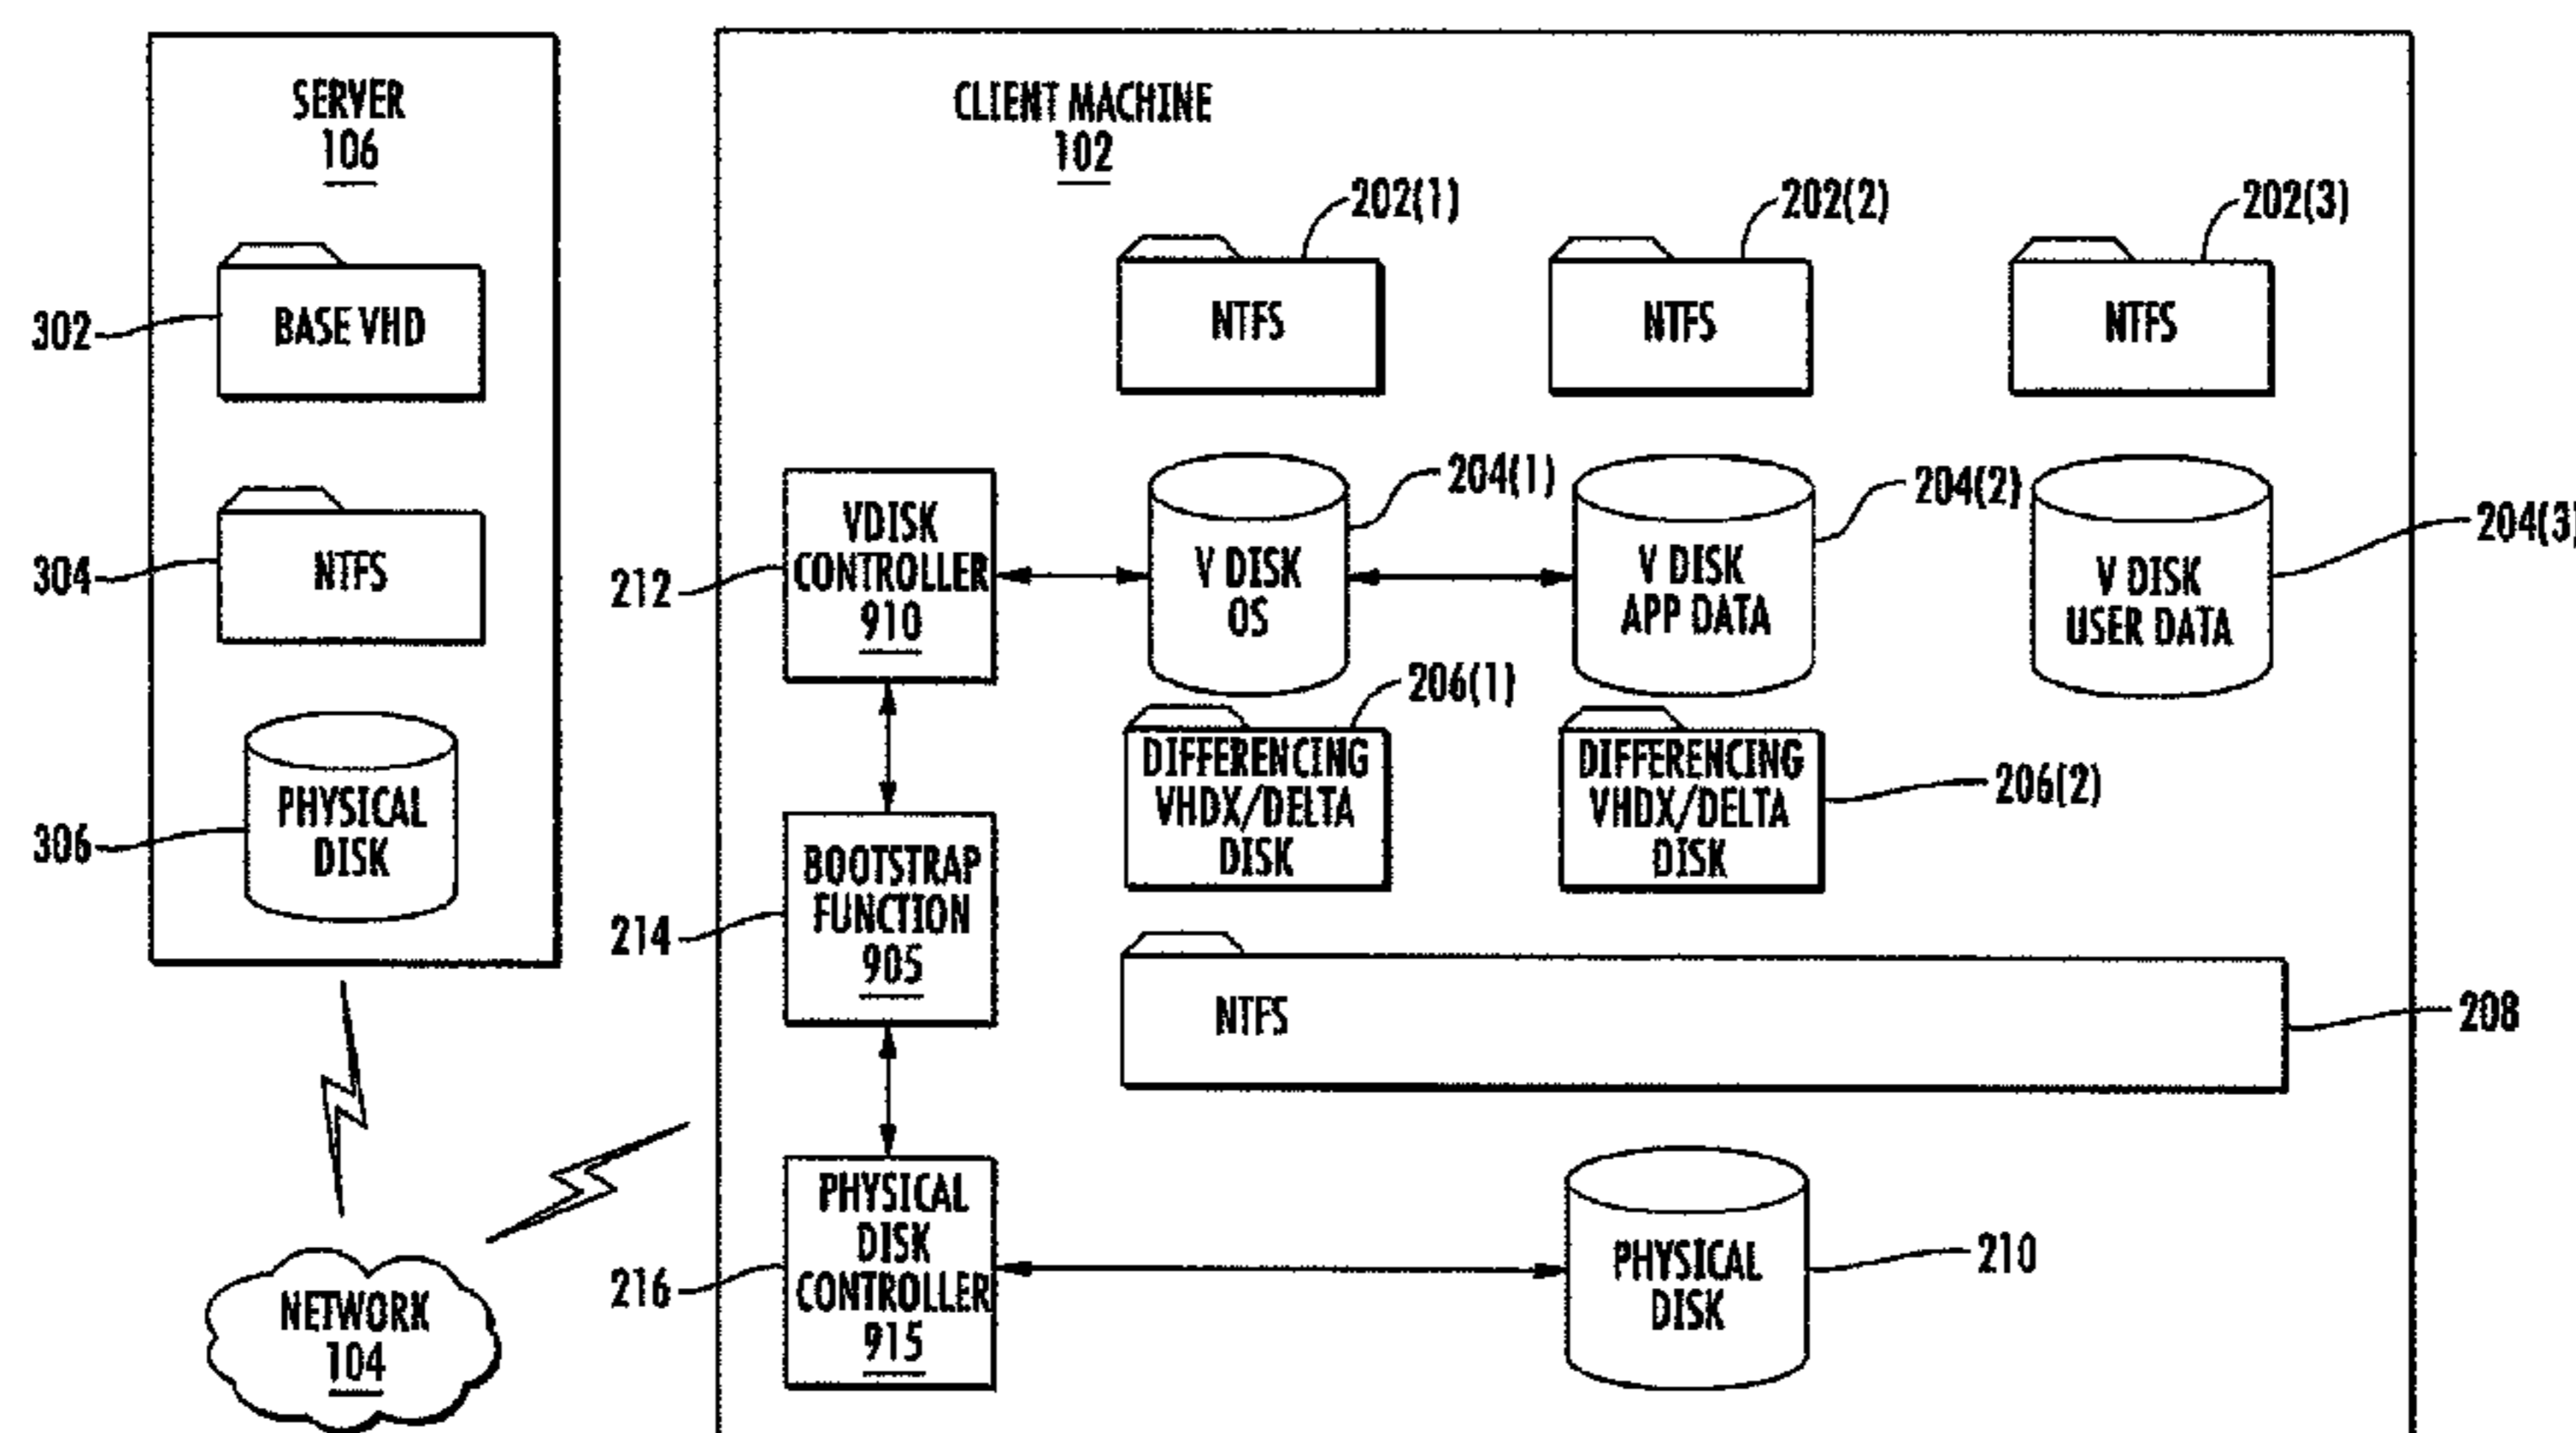 SERVER
106
302
BASE VHD
304
NTFS
306
PHYSICAL
DISK
NETWORK
104
CLIENT MACHINE
102
202(1)
202(2)
202(3)
NTFS
NTFS
NTFS
212
VDISK
CONTROLLER
910
204(1)
V DISK
OS
204(2)
V DISK
APP DATA
204(3)
V DISK
USER DATA
206(1)
DIFFERENCING
VHDX/DELTA
DISK
206(2)
DIFFERENCING
VHDX/DELTA
DISK
214
BOOTSTRAP
FUNCTION
905
NTFS
208
216
PHYSICAL
DISK
CONTROLLER
915
PHYSICAL
DISK
210